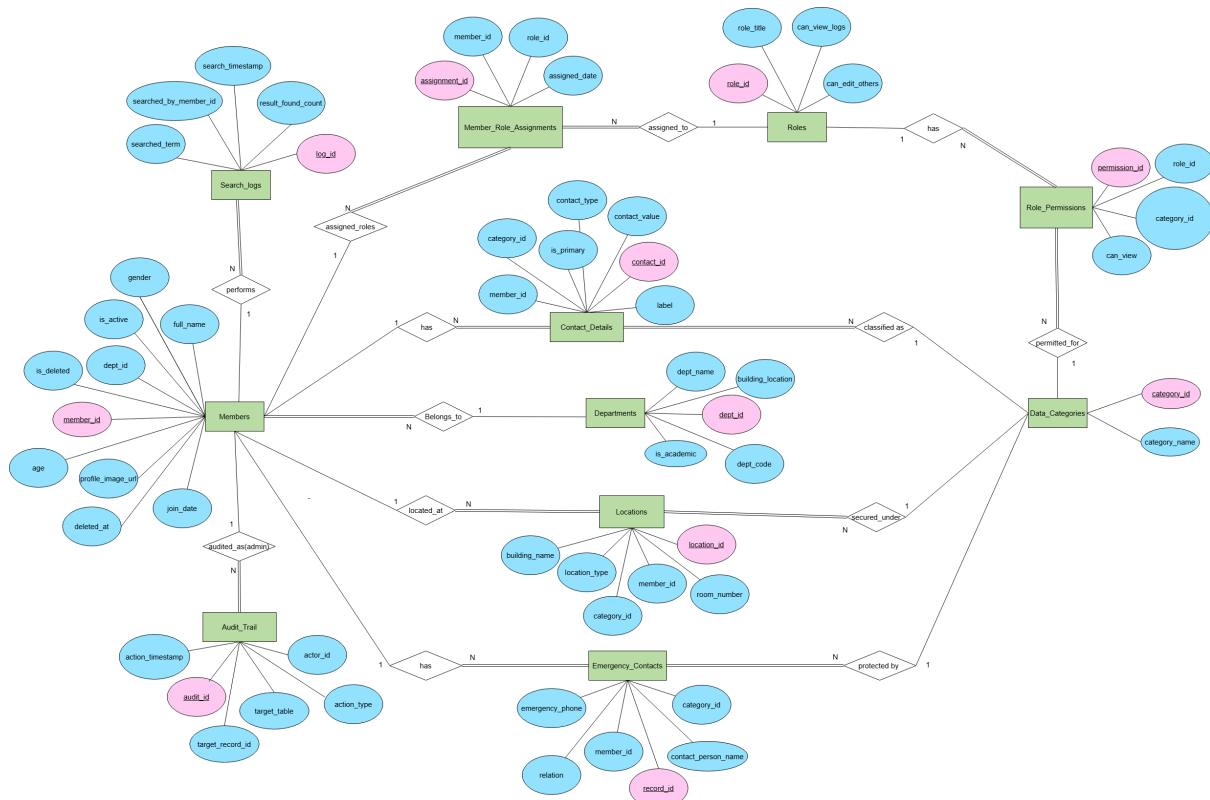 role_title
can_view_logs
member_id
role_id
search_timestamp
assignment_id
assigned_date
role_id
can_edit_others
searched_by_member_id
result_found_count
Member_Role_Assignments
N
assigned_to
1
Roles
1
has
N
searched_term
log_id
permission_id
role_id
Search_logs
contact_type
Role_Permissions
category_id
N
assigned_roles
1
category_id
is_primary
contact_value
contact_id
can_view
gender
N
performs
1
member_id
label
is_active
full_name
Contact_Details
1
has
N
N
classified as
1
N
permitted_for
1
is_deleted
dept_id
dept_name
building_location
category_id
member_id
Members
Belongs_to
N
1
Departments
dept_id
Data_Categories
category_name
age
profile_image_url
is_academic
dept_code
deleted_at
join_date
-
1
located_at
N
Locations
1
secured_under
N
1
audited_as(admin)
N
building_name
location_type
location_id
member_id
room_number
category_id
Audit_Trail
action_timestamp
actor_id
1
has
N
Emergency_Contacts
N
protected by
1
audit_id
target_table
action_type
emergency_phone
category_id
target_record_id
member_id
contact_person_name
relation
record_id